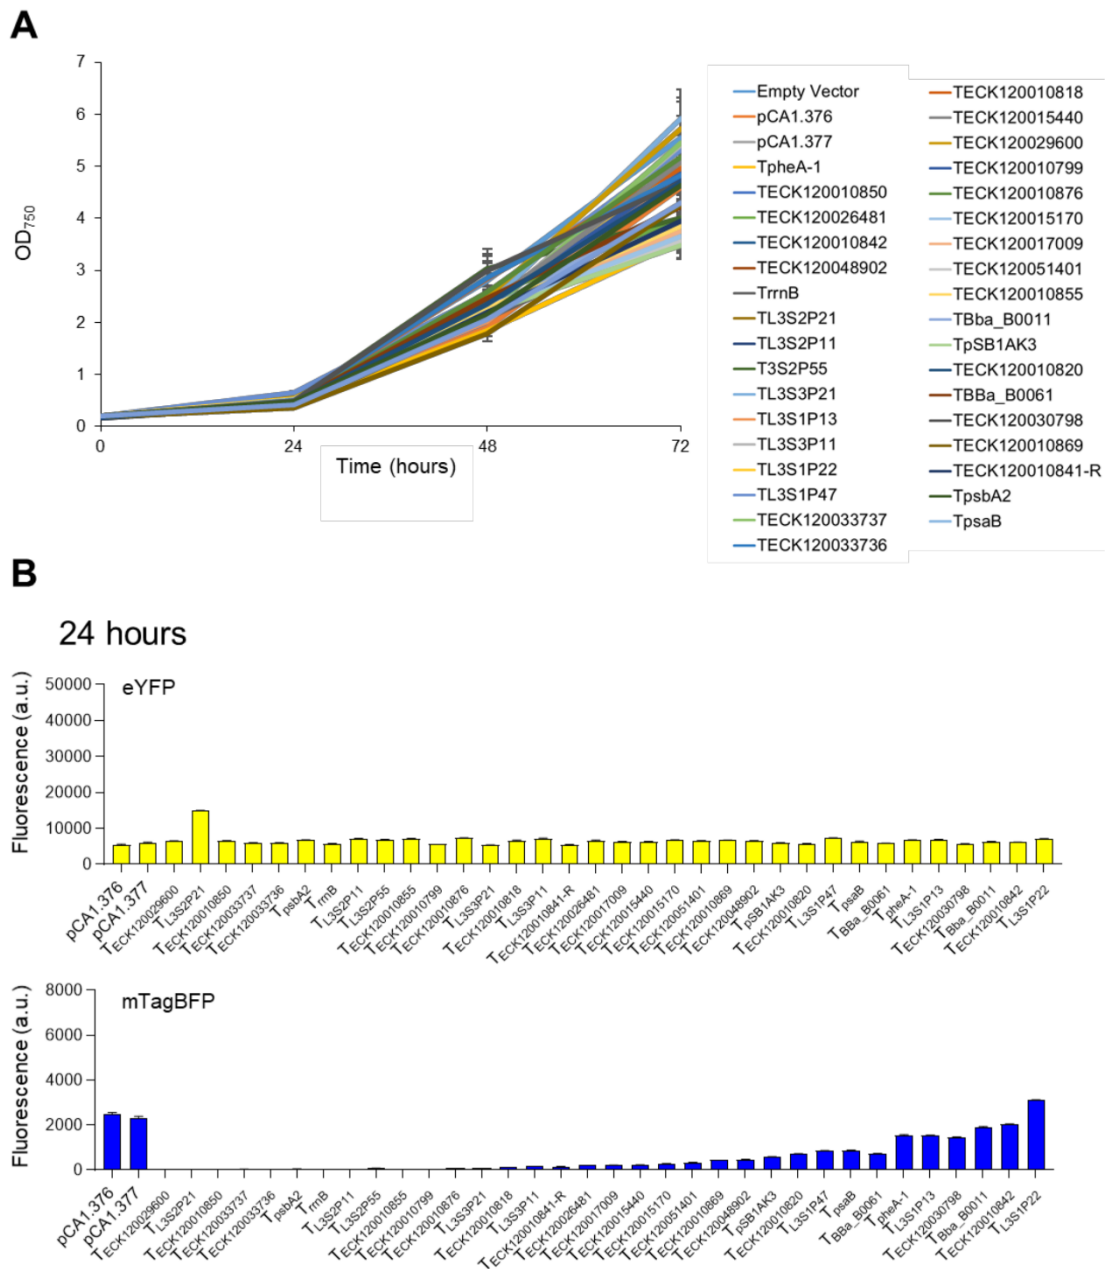 A
7
6
5
4
3
2
1
0
OD750
0
24
48
72
Time (hours)
Empty Vector
pCA1.376
pCA1.377
TpheA-1
TECK120010850
TECK120026481
TECK120010842
TECK120048902
TrrnB
TL3S2P21
TL3S2P11
T3S2P55
TL3S3P21
TL3S1P13
TL3S3P11
TL3S1P22
TL3S1P47
TECK120033737
TECK120033736
TECK120010818
TECK120015440
TECK120029600
TECK120010799
TECK120010876
TECK120015170
TECK120017009
TECK120051401
TECK120010855
TBba_B0011
TpSB1AK3
TECK120010820
TBBa_B0061
TECK120030798
TECK120010869
TECK120010841-R
TpsbA2
TpsaB
B
24 hours
eYFP
Fluorescence (a.u.)
50000
40000
30000
20000
10000
0
pCA1.376
pCA1.377
TECK120029600
TL3S2P21
TECK120010850
TECK120033737
TECK120033736
TpsbA2
TrrnB
TL3S2P11
TL3S2P55
TECK120010855
TECK120010799
TECK120010876
TL3S3P21
TECK120010818
TL3S3P11
TECK120010841-R
TECK120026481
TECK120017009
TECK120015440
TECK120015170
TECK120051401
TECK120010869
TECK120048902
TpSB1AK3
TECK120010820
TL3S1P47
TpsaB
TBBa_B0061
TpheA-1
TL3S1P13
TECK120030798
TBba_B0011
TECK120010842
TL3S1P22
mTagBFP
Fluorescence (a.u.)
8000
6000
4000
2000
0
pCA1.376
pCA1.377
TECK120029600
TL3S2P21
TECK120010850
TECK120033737
TECK120033736
TpsbA2
TrrnB
TL3S2P11
TL3S2P55
TECK120010855
TECK120010799
TECK120010876
TL3S3P21
TECK120010818
TL3S3P11
TECK120010841-R
TECK120026481
TECK120017009
TECK120015440
TECK120015170
TECK120051401
TECK120010869
TECK120048902
TpSB1AK3
TECK120010820
TL3S1P47
TpsaB
TBBa_B0061
TpheA-1
TL3S1P13
TECK120030798
TBba_B0011
TECK120010842
TL3S1P22